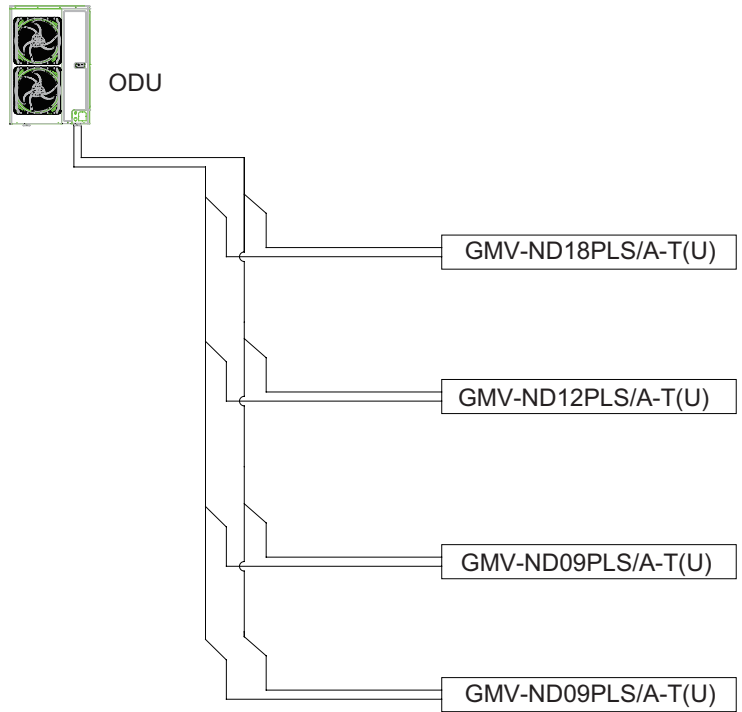 ODU
GMV-ND18PLS/A-T(U)
GMV-ND12PLS/A-T(U)
GMV-ND09PLS/A-T(U)
GMV-ND09PLS/A-T(U)